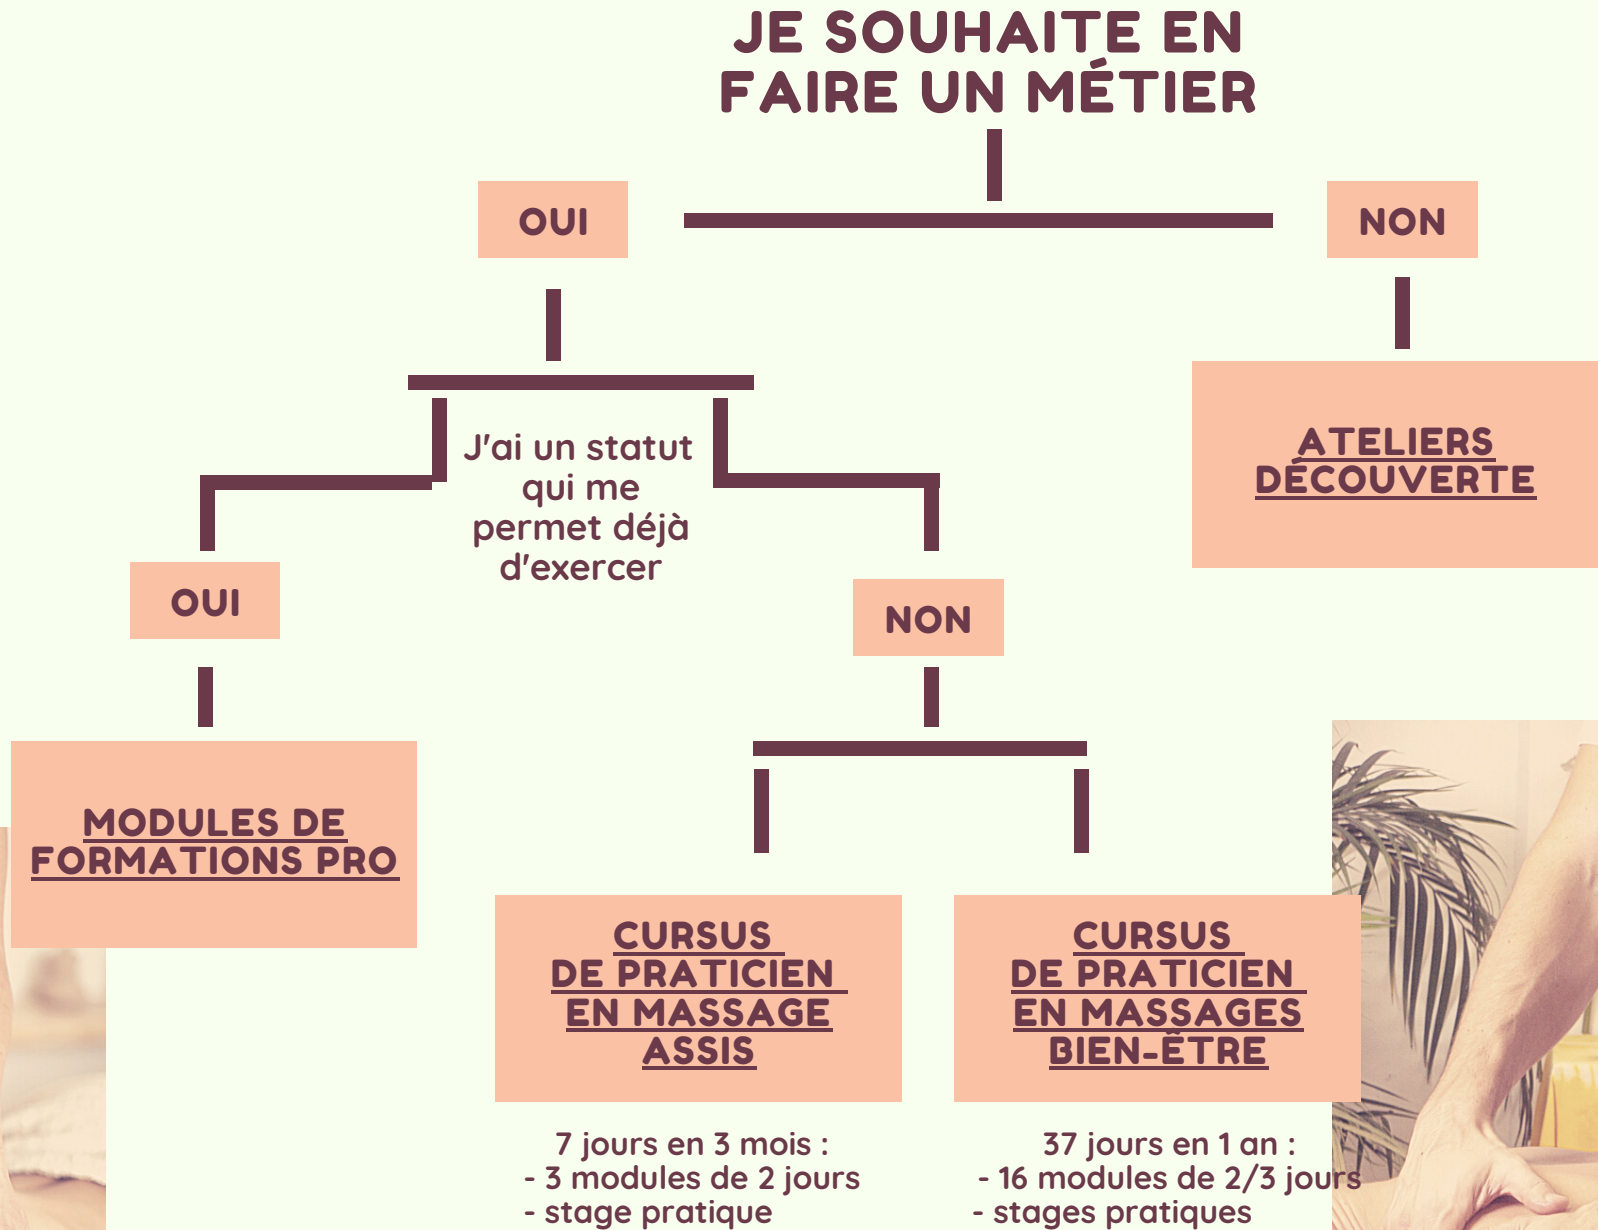 JE SOUHAITE EN
FAIRE UN MÉTIER
OUI
NON
J'ai un statut
qui me
permet déjà
d'exercer
ATELIERS
DÉCOUVERTE
OUI
NON
MODULES DE
FORMATIONS PRO
CURSUS
DE PRATICIEN
EN MASSAGE
ASSIS
CURSUS
DE PRATICIEN
EN MASSAGES
BIEN-ÊTRE
7 jours en 3 mois :
- 3 modules de 2 jours
- stage pratique
37 jours en 1 an :
- 16 modules de 2/3 jours
- stages pratiques